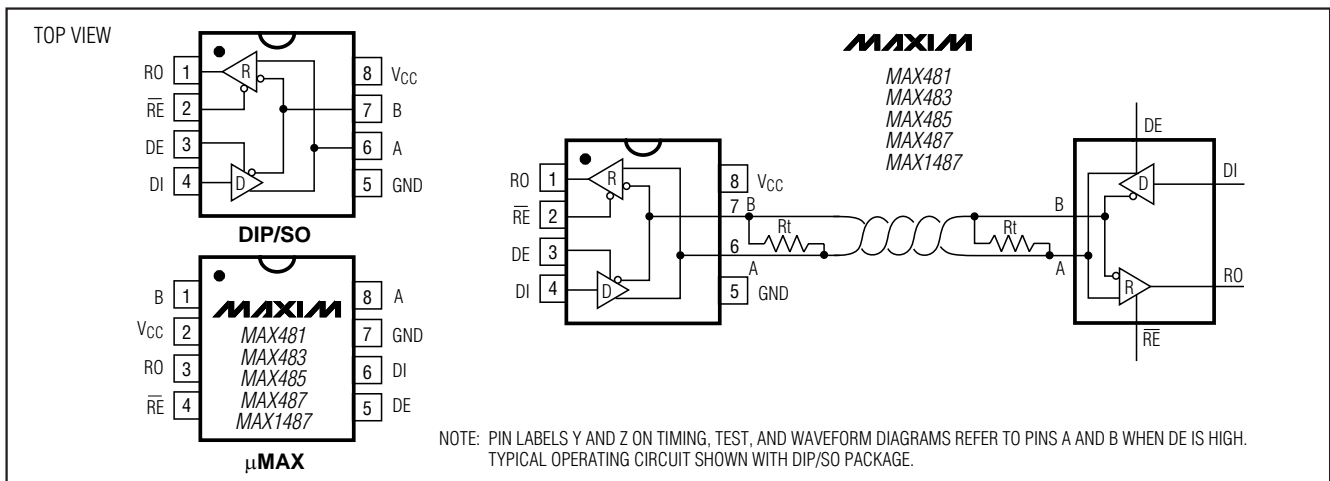 TOP VIEW
RO 1
RE 2
DE 3
DI 4
8 VCC
7 B
6 A
5 GND
R
D
DIP/SO
B 1
VCC 2
RO 3
RE 4
8 A
7 GND
6 DI
5 DE
MAXIM
MAX481
MAX483
MAX485
MAX487
MAX1487
µMAX
MAXIM
MAX481
MAX483
MAX485
MAX487
MAX1487
RO 1
RE 2
DE 3
DI 4
R
D
8 VCC
7 B
6 A
5 GND
Rt
Rt
B
A
DE
D
DI
R
RO
RE
NOTE: PIN LABELS Y AND Z ON TIMING, TEST, AND WAVEFORM DIAGRAMS REFER TO PINS A AND B WHEN DE IS HIGH.
TYPICAL OPERATING CIRCUIT SHOWN WITH DIP/SO PACKAGE.